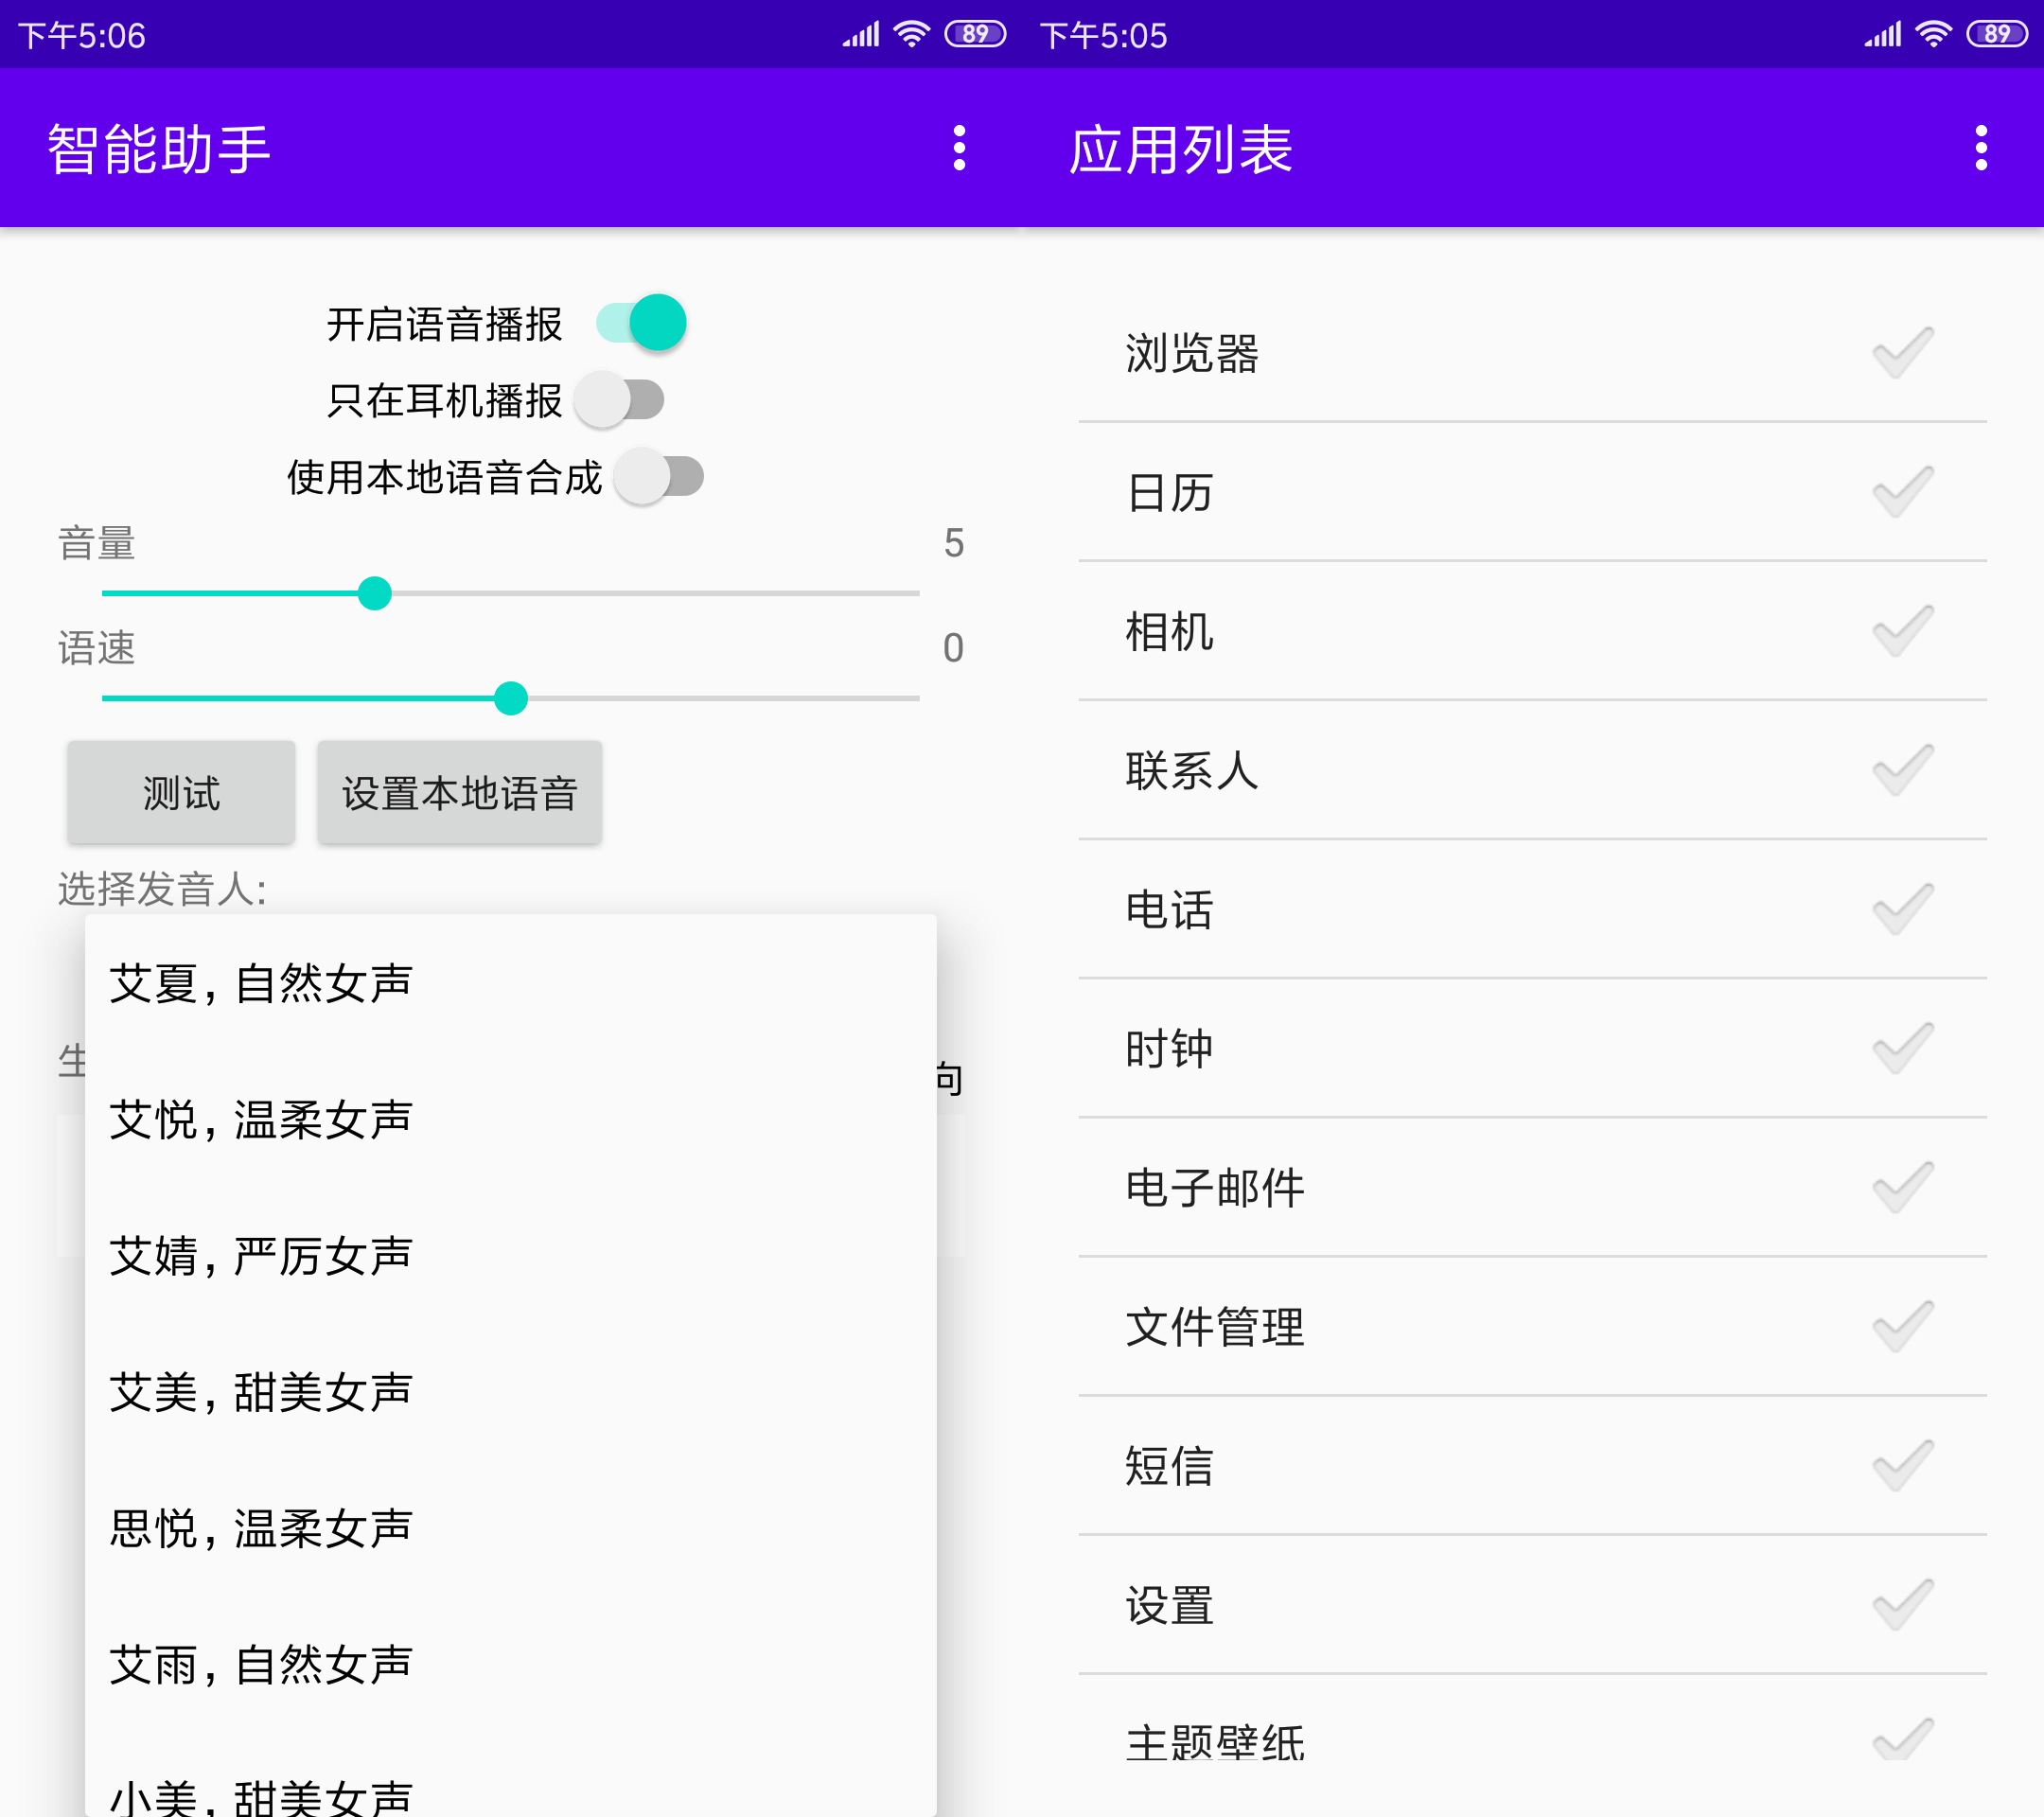 下午5:06
89
智能助手
开启语音播报
只在耳机播报
使用本地语音合成
音量 5
语速 0
测试 设置本地语音
选择发音人:
艾夏, 自然女声
艾悦, 温柔女声
向
艾婧, 严厉女声
艾美, 甜美女声
思悦, 温柔女声
艾雨, 自然女声
小美, 甜美女声
下午5:05
89
应用列表
浏览器
日历
相机
联系人
电话
时钟
电子邮件
文件管理
短信
设置
主题壁纸